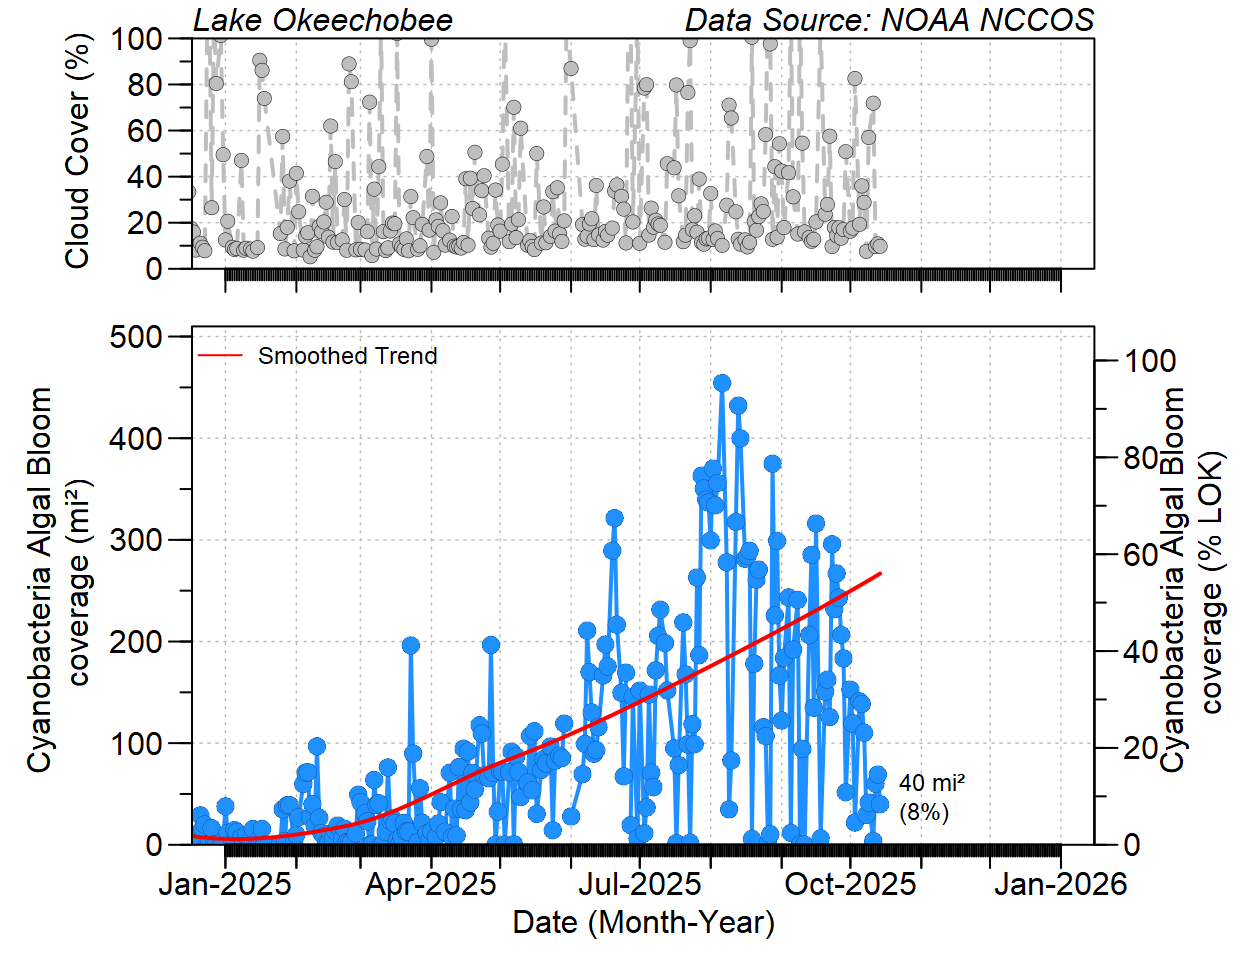 Lake Okeechobee Data Source: NOAA NCCOS
Cloud Cover (%)
100
80
60
40
20
0
Smoothed Trend
Cyanobacteria Algal Bloom
coverage (mi²)
500
400
300
200
100
0
100
80
60
40
20
0
Cyanobacteria Algal Bloom
coverage (% LOK)
40 mi²
(8%)
Jan-2025 Apr-2025 Jul-2025 Oct-2025 Jan-2026
Date (Month-Year)